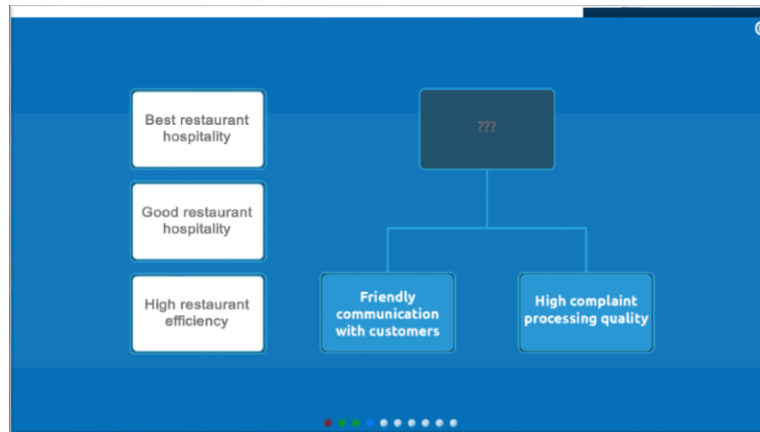 Best restaurant
hospitality
???
Good restaurant
hospitality
High restaurant
efficiency
Friendly
communication
with customers
High complaint
processing quality